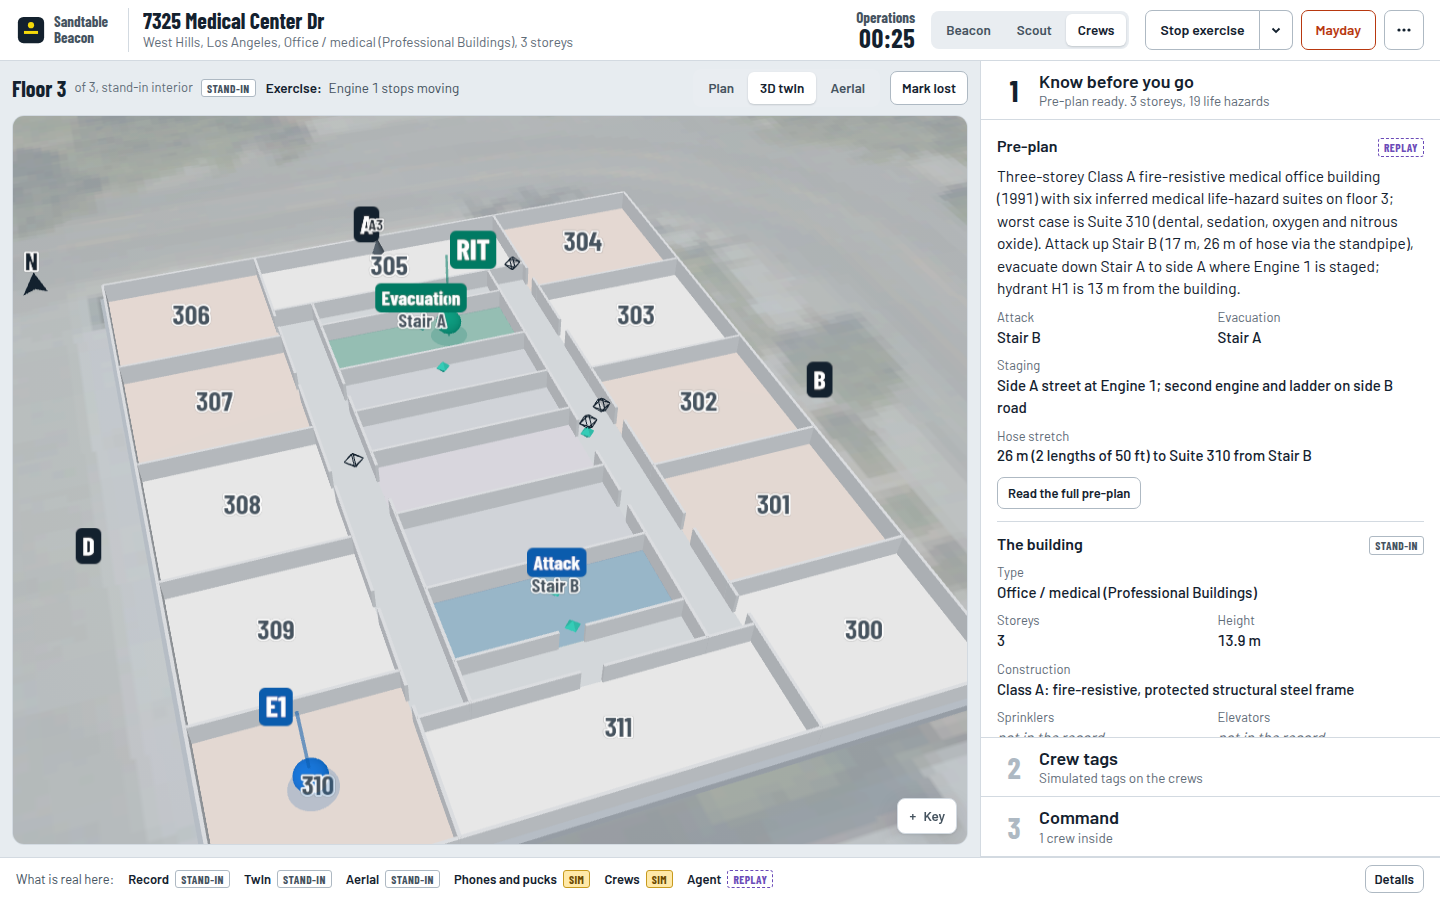 Sandtable
Beacon
7325 Medical Center Dr
West Hills, Los Angeles, Office / medical (Professional Buildings), 3 storeys
Operations
00:25
Beacon
Scout
Crews
Stop exercise
Mayday
Floor 3
of 3, stand-in interior
STAND-IN
Exercise: Engine 1 stops moving
Plan
3D twin
Aerial
Mark lost
N
A
A3
RIT
304
305
Evacuation
Stair A
306
303
B
307
302
308
301
D
Attack
Stair B
309
300
E1
311
310
+ Key
1
Know before you go
Pre-plan ready. 3 storeys, 19 life hazards
Pre-plan
REPLAY
Three-storey Class A fire-resistive medical office building
(1991) with six inferred medical life-hazard suites on floor 3;
worst case is Suite 310 (dental, sedation, oxygen and nitrous
oxide). Attack up Stair B (17 m, 26 m of hose via the standpipe),
evacuate down Stair A to side A where Engine 1 is staged;
hydrant H1 is 13 m from the building.
Attack
Evacuation
Stair B
Stair A
Staging
Side A street at Engine 1; second engine and ladder on side B
road
Hose stretch
26 m (2 lengths of 50 ft) to Suite 310 from Stair B
Read the full pre-plan
The building
STAND-IN
Type
Office / medical (Professional Buildings)
Storeys
Height
3
13.9 m
Construction
Class A: fire-resistive, protected structural steel frame
Sprinklers
Elevators
not in the record
not in the record
2
Crew tags
Simulated tags on the crews
3
Command
1 crew inside
What is real here:
Record STAND-IN
Twin STAND-IN
Aerial STAND-IN
Phones and pucks SIM
Crews SIM
Agent REPLAY
Details